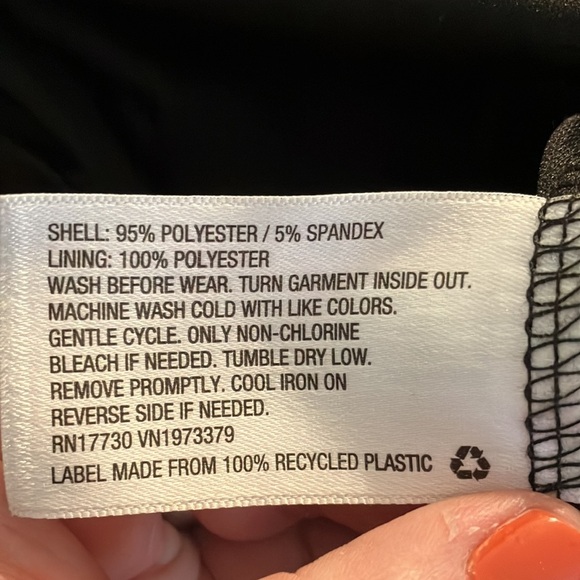 SHELL: 95% POLYESTER / 5% SPANDEX
LINING: 100% POLYESTER
WASH BEFORE WEAR. TURN GARMENT INSIDE OUT.
MACHINE WASH COLD WITH LIKE COLORS.
GENTLE CYCLE. ONLY NON-CHLORINE
BLEACH IF NEEDED. TUMBLE DRY LOW.
REMOVE PROMPTLY. COOL IRON ON
REVERSE SIDE IF NEEDED.
RN17730 VN1973379
LABEL MADE FROM 100% RECYCLED PLASTIC